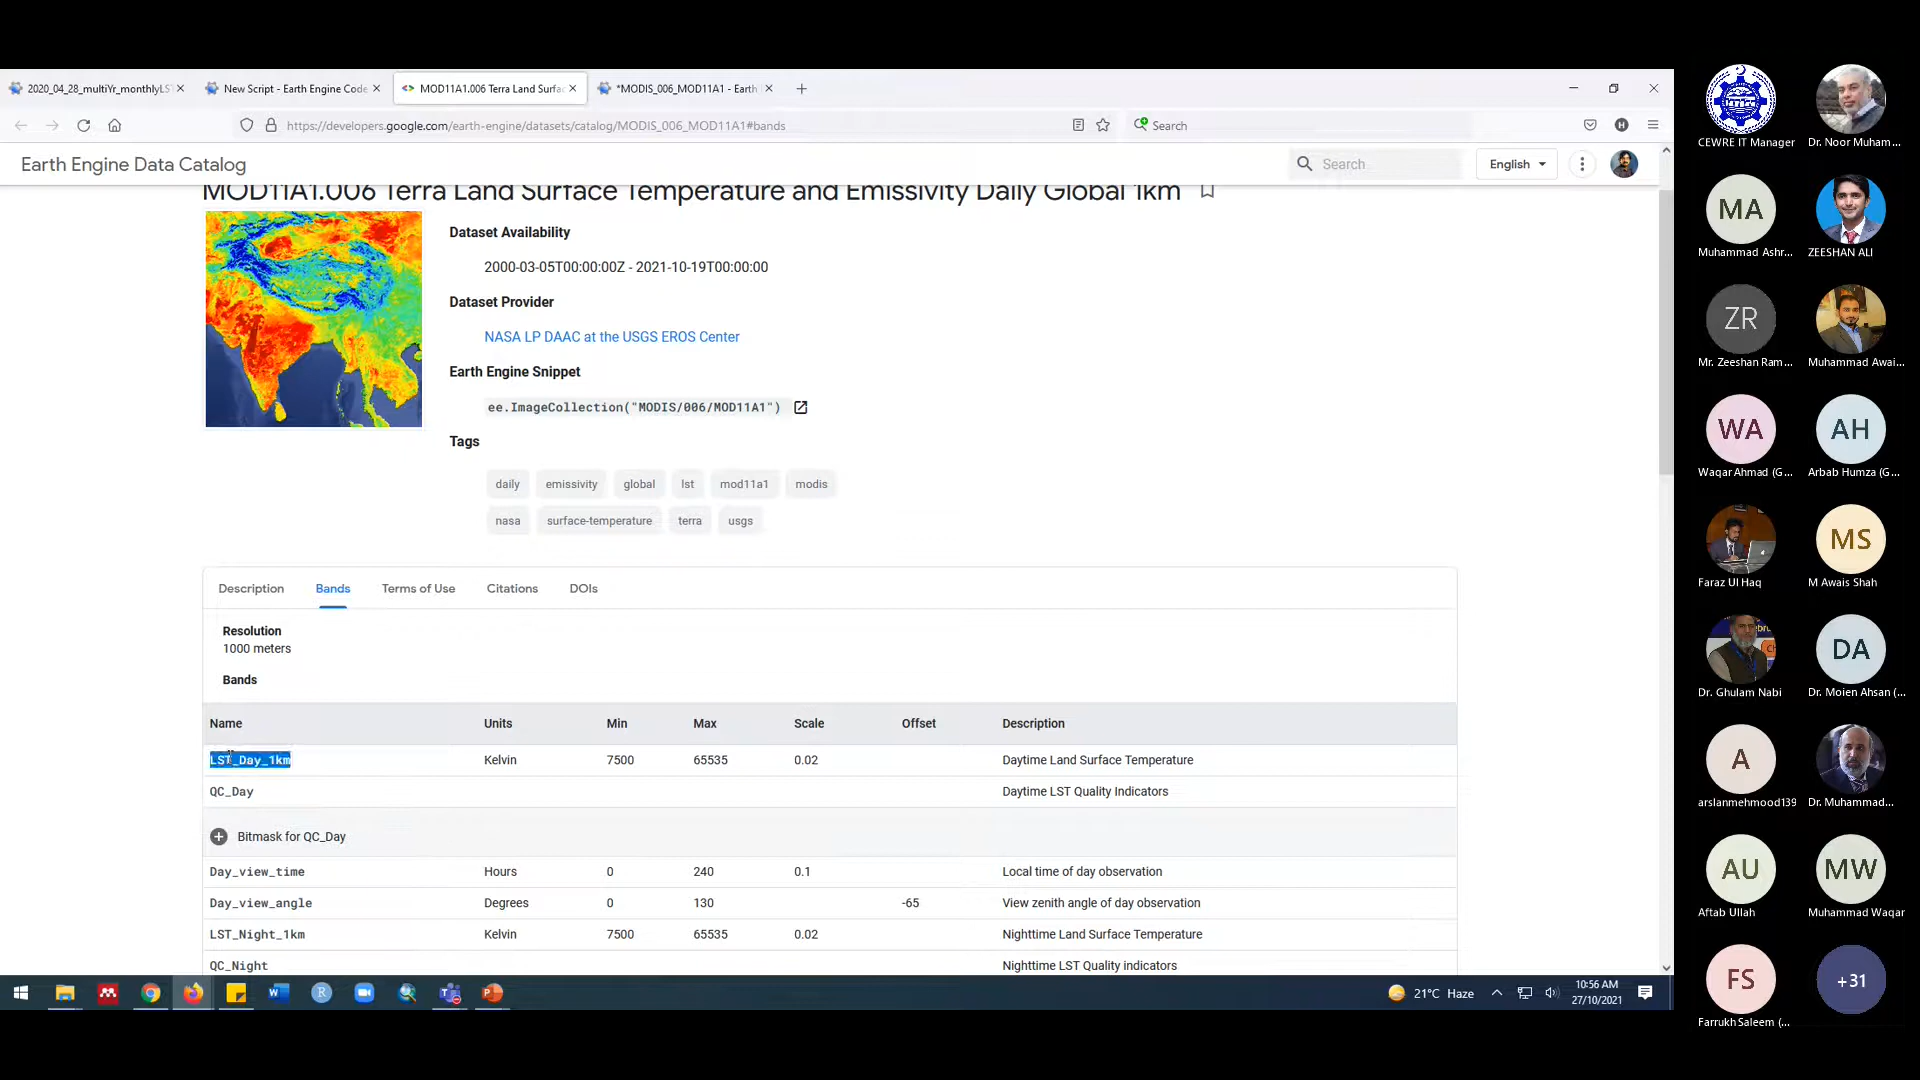 2020_04_28_multiYr_monthlyLS
New Script - Earth Engine Code
MOD11A1.006 Terra Land Surfa
*MODIS_006_MOD11A1 - Earth
https://developers.google.com/earth-engine/datasets/catalog/MODIS_006_MOD11A1#bands
Search
H
Earth Engine Data Catalog
Search
English
MOD11A1.006 Terra Land Surface Temperature and Emissivity Daily Global 1km
Dataset Availability
2000-03-05T00:00:00Z - 2021-10-19T00:00:00
Dataset Provider
NASA LP DAAC at the USGS EROS Center
Earth Engine Snippet
ee.ImageCollection("MODIS/006/MOD11A1")
Tags
daily emissivity global lst mod11a1 modis
nasa surface-temperature terra usgs
Description Bands Terms of Use Citations DOIs
Resolution
1000 meters
Bands
Name Units Min Max Scale Offset Description
LST_Day_1km Kelvin 7500 65535 0.02 Daytime Land Surface Temperature
QC_Day Daytime LST Quality Indicators
Bitmask for QC_Day
Day_view_time Hours 0 240 0.1 Local time of day observation
Day_view_angle Degrees 0 130 -65 View zenith angle of day observation
LST_Night_1km Kelvin 7500 65535 0.02 Nighttime Land Surface Temperature
QC_Night Nighttime LST Quality indicators
21°C Haze
10:56 AM
27/10/2021
CEWRE IT Manager
Dr. Noor Muham...
MA
Muhammad Ashr...
ZEESHAN ALI
ZR
Mr. Zeeshan Ram...
Muhammad Awai...
WA
Waqar Ahmad (G...
AH
Arbab Humza (G...
Faraz Ul Haq
MS
M Awais Shah
Dr. Ghulam Nabi
DA
Dr. Moien Ahsan (...
A
arslanmehmood139
Dr. Muhammad...
AU
Aftab Ullah
MW
Muhammad Waqar
FS
Farrukh Saleem (...
+31